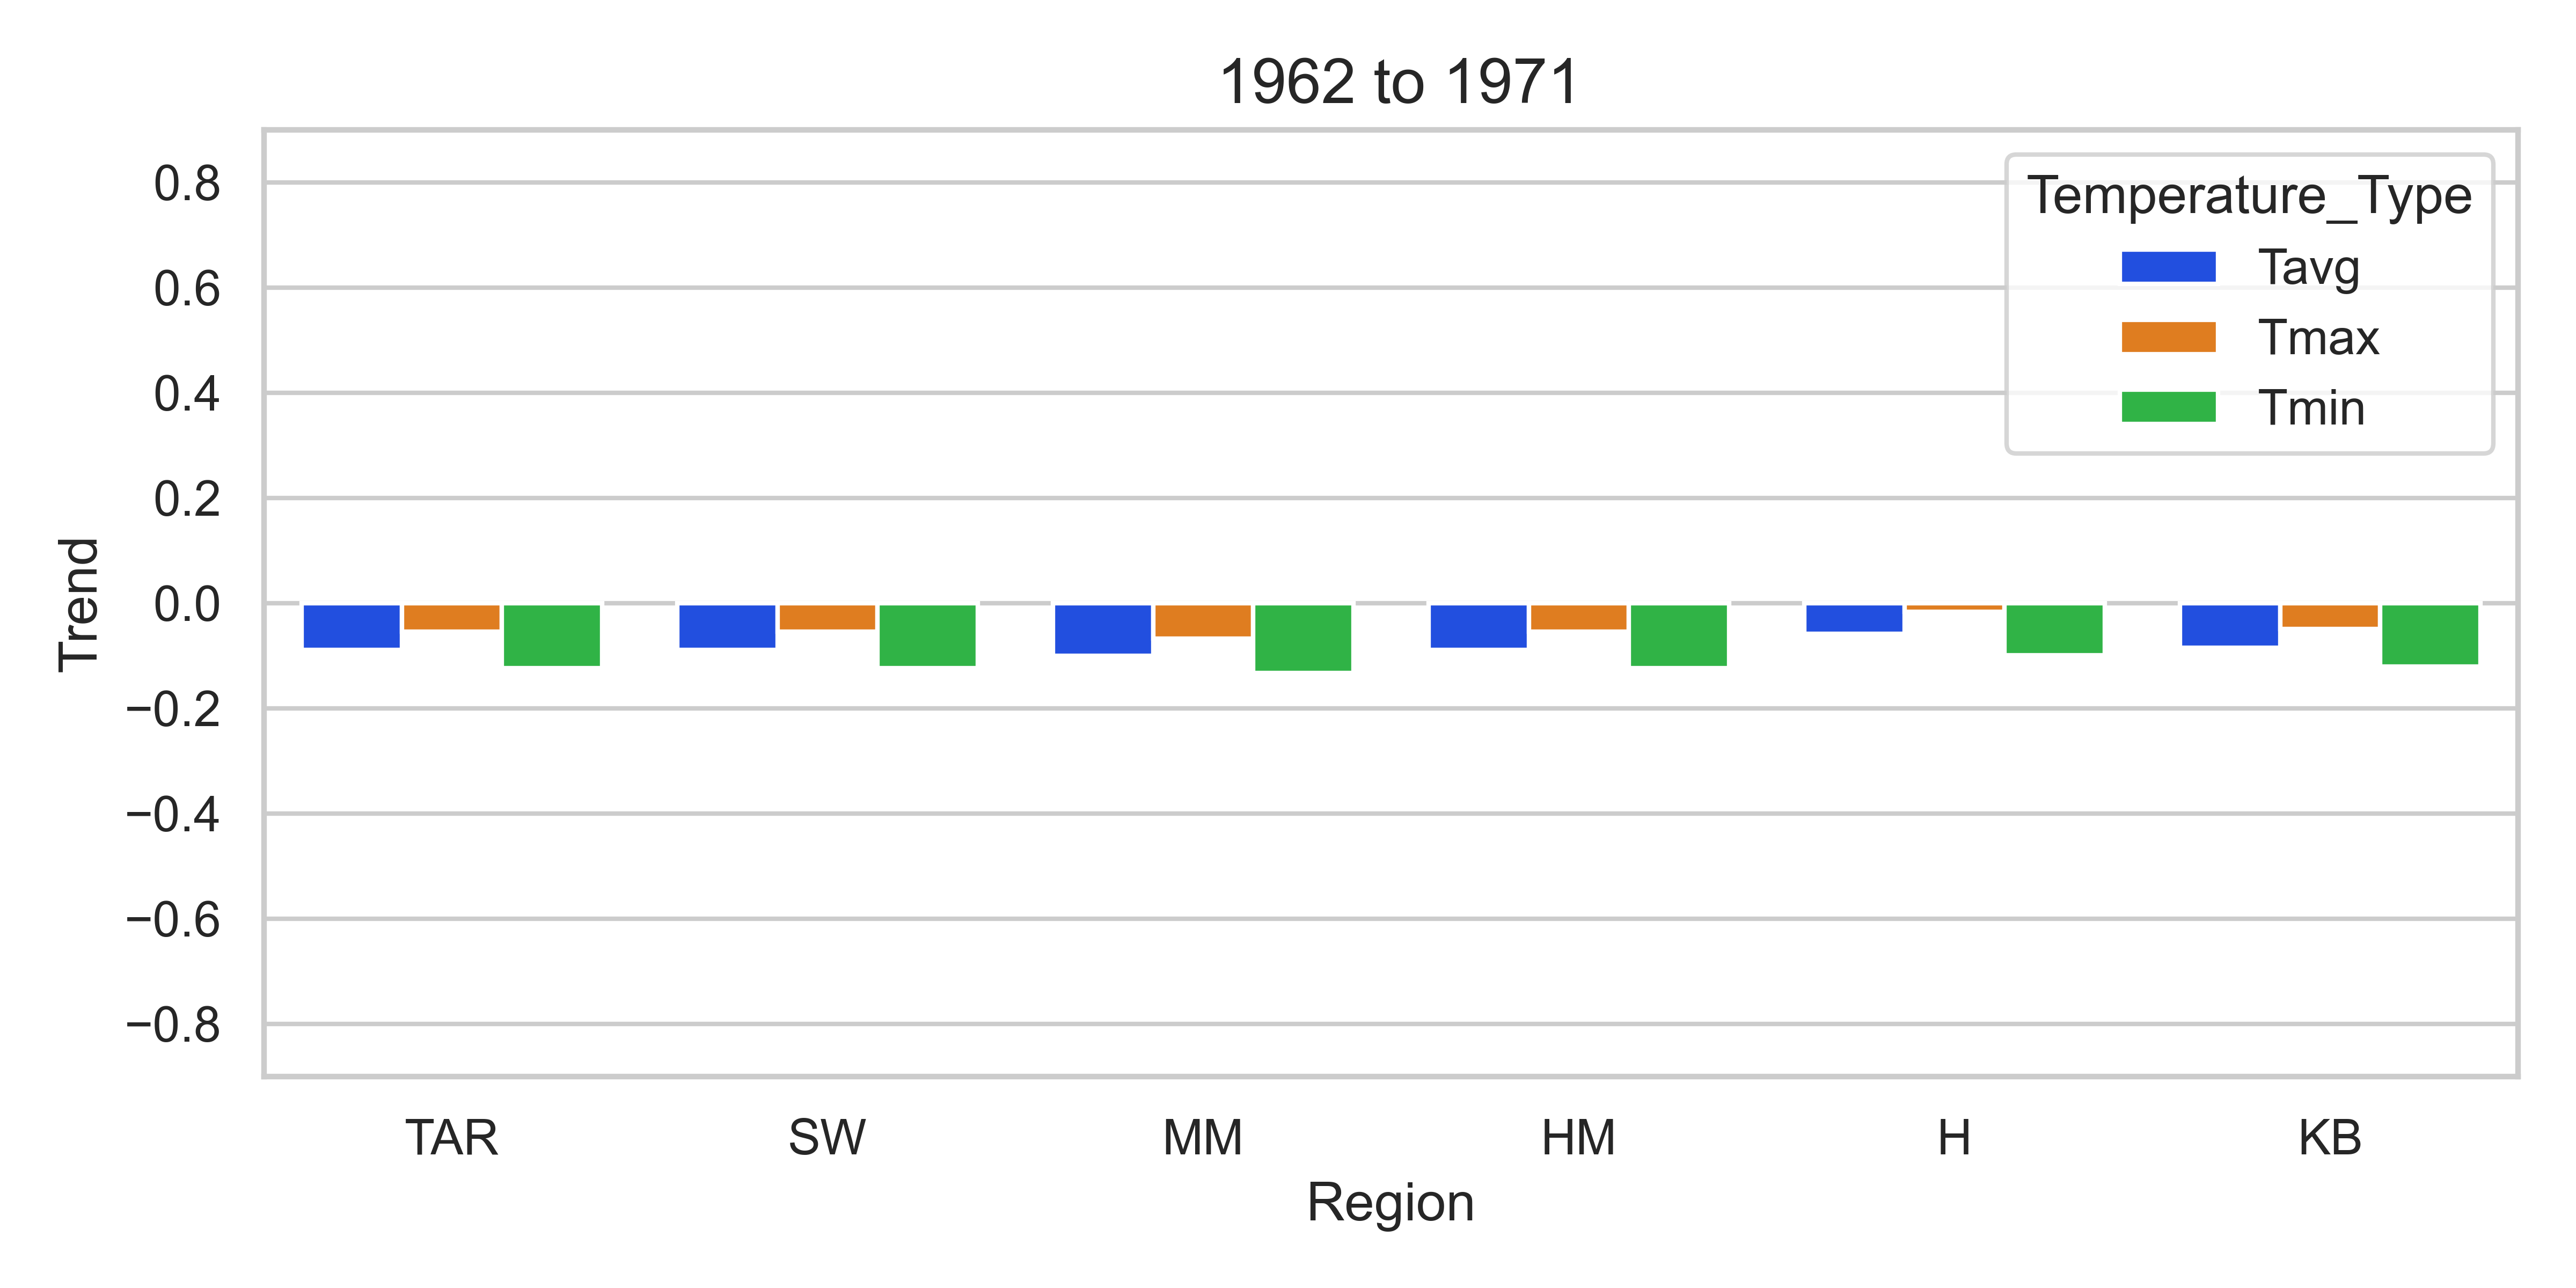 1962 to 1971
0.8
0.6
0.4
0.2
0.0
−0.2
−0.4
−0.6
−0.8
Trend
Temperature_Type
Tavg
Tmax
Tmin
TAR SW MM HM H KB
Region